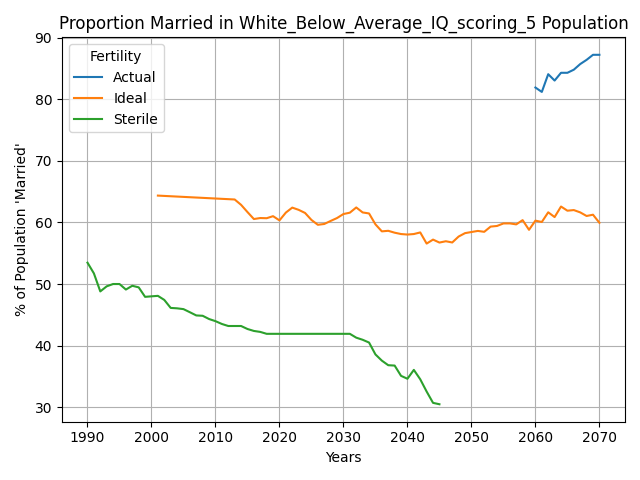 Proportion Married in White_Below_Average_IQ_scoring_5 Population
% of Population 'Married'
90
80
70
60
50
40
30
Fertility
Actual
Ideal
Sterile
1990 2000 2010 2020 2030 2040 2050 2060 2070
Years